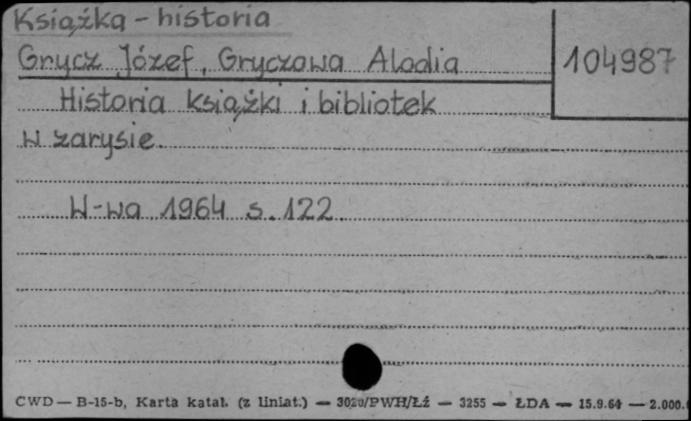 Książka - historia
Grycz Józef, Gryczowa Alodia 104987
Historia książki i bibliotek
w zarysie.
W-wa 1964 s. 122.
CWD — B-15-b, Karta katal. (z liniat.) — PWH/Łź — 3255 — ŁDA — 15.9.64 — 2.000.